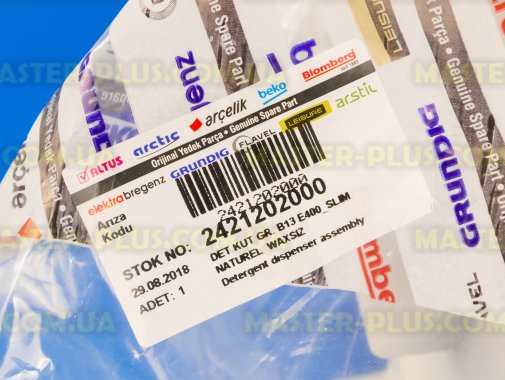 ALTUS arctic arçelik beko Blomberg
Orijinal Yedek Parça • Genuine Spare Part
elektrabregenz GRUNDIG FLAVEL LEISURE arstil
Arıza
Kodu
2421202000
STOK NO: 2421202000
29.08.2018
DET.KUT GR. B13 E400_SLIM
NATUREL WAXSIZ
ADET: 1
Detergent dispenser assembly
GRUNDIG
Genuine Spare Part
LEISURE
MASTER-PLUS.COM.UA